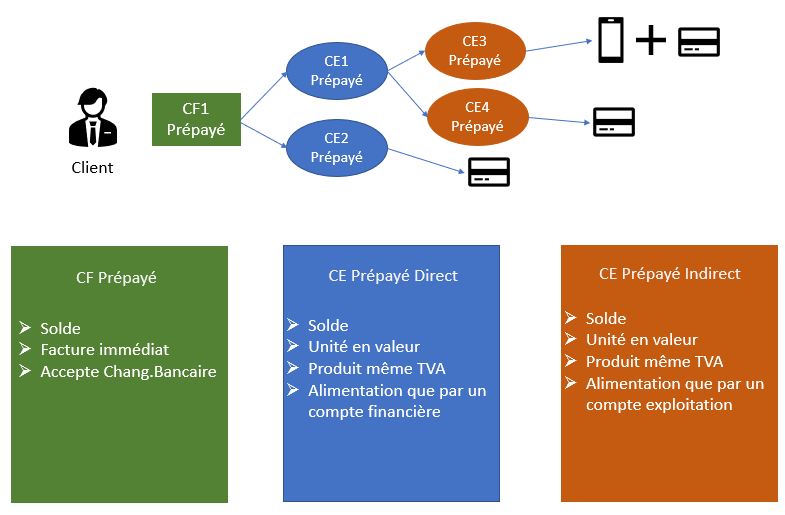 CE3
Prépayé
CE1
Prépayé
CF1
Prépayé
CE4
Prépayé
CE2
Prépayé
Client
CF Prépayé
➢ Solde
➢ Facture immédiat
➢ Accepte Chang.Bancaire
CE Prépayé Direct
➢ Solde
➢ Unité en valeur
➢ Produit même TVA
➢ Alimentation que par un
compte financière
CE Prépayé Indirect
➢ Solde
➢ Unité en valeur
➢ Produit même TVA
➢ Alimentation que par un
compte exploitation